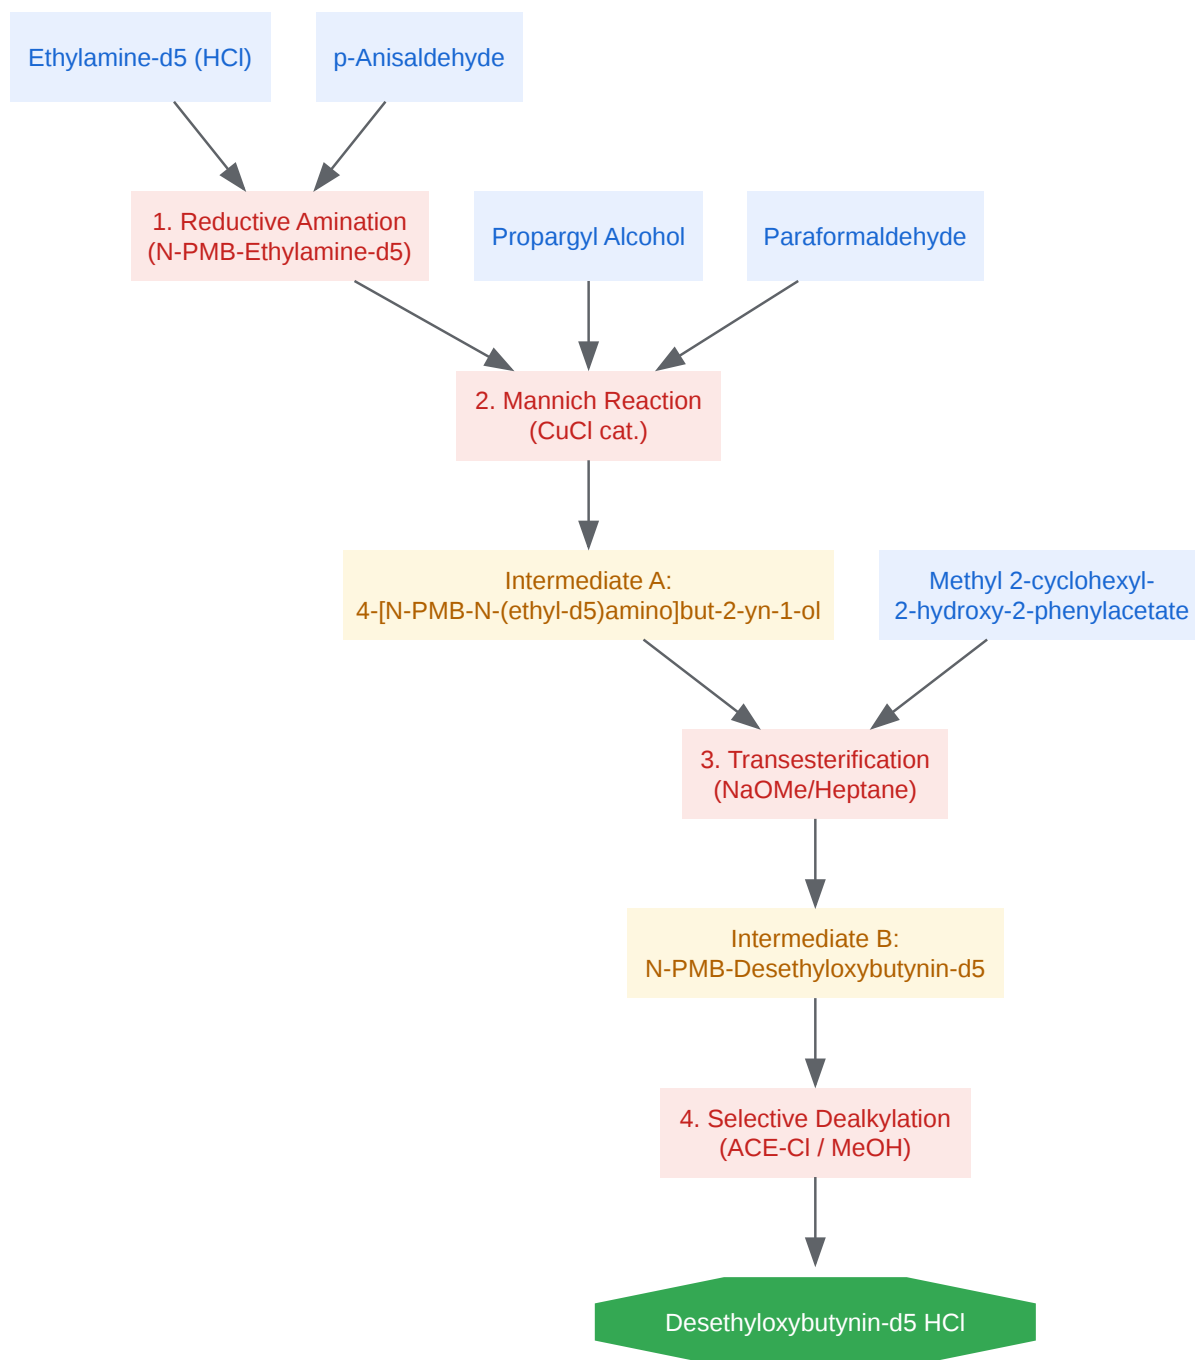 Ethylamine-d5 (HCl)
p-Anisaldehyde
1. Reductive Amination
(N-PMB-Ethylamine-d5)
Propargyl Alcohol
Paraformaldehyde
2. Mannich Reaction
(CuCl cat.)
Intermediate A:
4-[N-PMB-N-(ethyl-d5)amino]but-2-yn-1-ol
Methyl 2-cyclohexyl-
2-hydroxy-2-phenylacetate
3. Transesterification
(NaOMe/Heptane)
Intermediate B:
N-PMB-Desethyloxybutynin-d5
4. Selective Dealkylation
(ACE-Cl / MeOH)
Desethyloxybutynin-d5 HCl